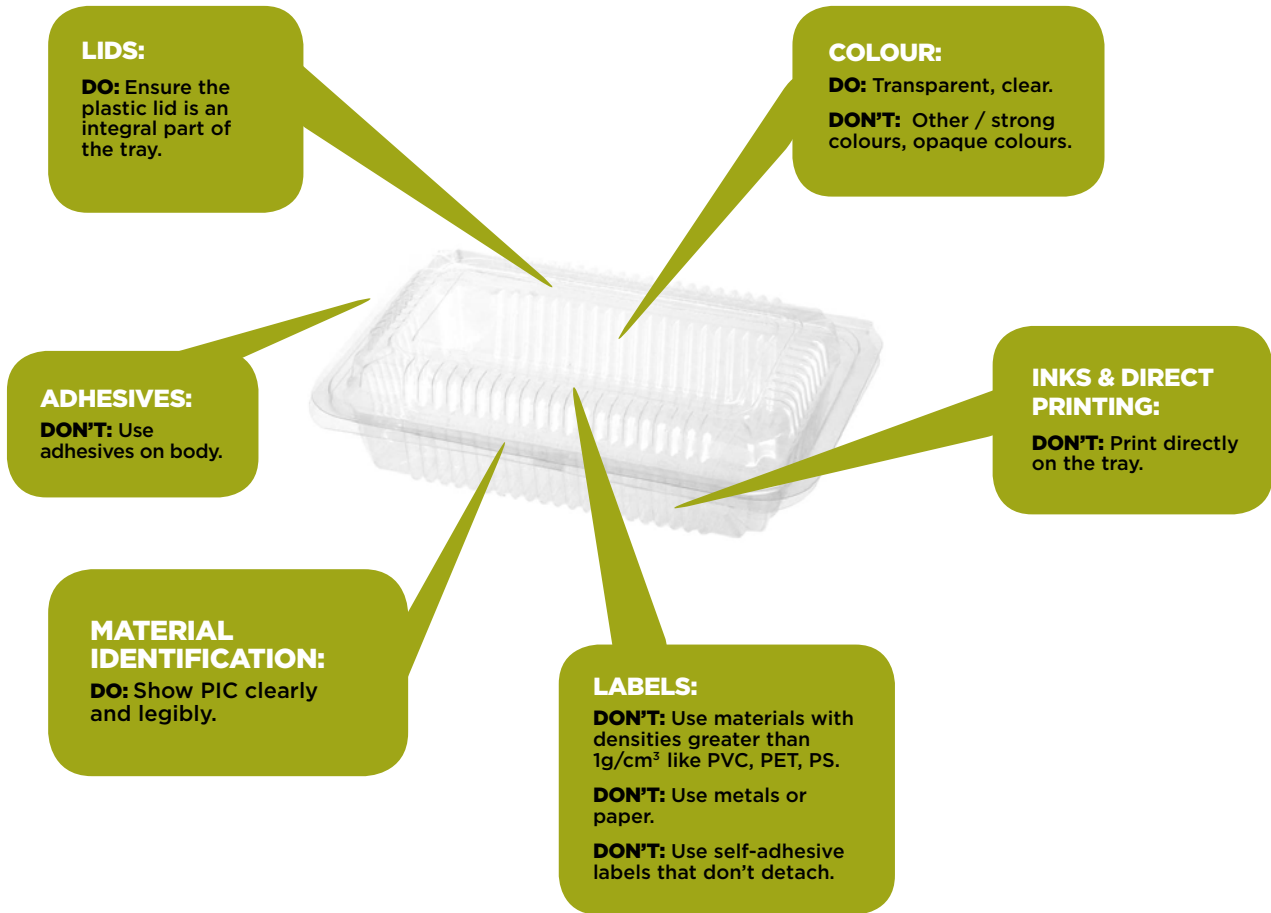 LIDS:
DO: Ensure the
plastic lid is an
integral part of
the tray.
COLOUR:
DO: Transparent, clear.
DON'T:  Other / strong
colours, opaque colours.
ADHESIVES:
DON'T: Use
adhesives on body.
INKS & DIRECT
PRINTING:
DON'T: Print directly
on the tray.
MATERIAL
IDENTIFICATION:
DO: Show PIC clearly
and legibly.
LABELS:
DON'T: Use materials with
densities greater than
1g/cm³ like PVC, PET, PS.
DON'T: Use metals or
paper.
DON'T: Use self-adhesive
labels that don't detach.